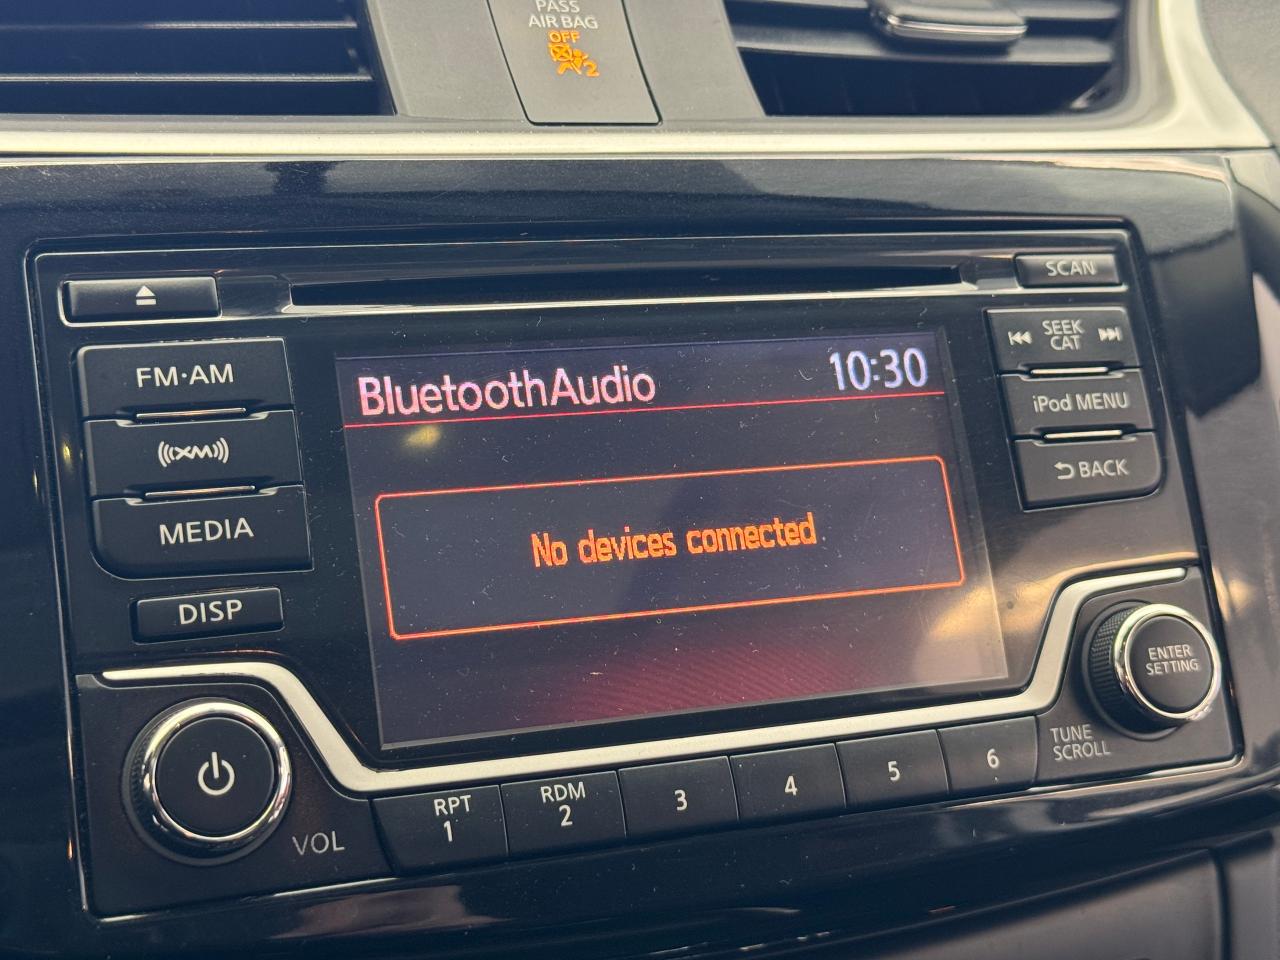 PASS
AIR BAG
OFF
2
SCAN
FM·AM
XM
MEDIA
DISP
BluetoothAudio 10:30
No devices connected
SEEK
CAT
iPod MENU
BACK
ENTER
SETTING
TUNE
SCROLL
VOL
RPT
1
RDM
2
3
4
5
6